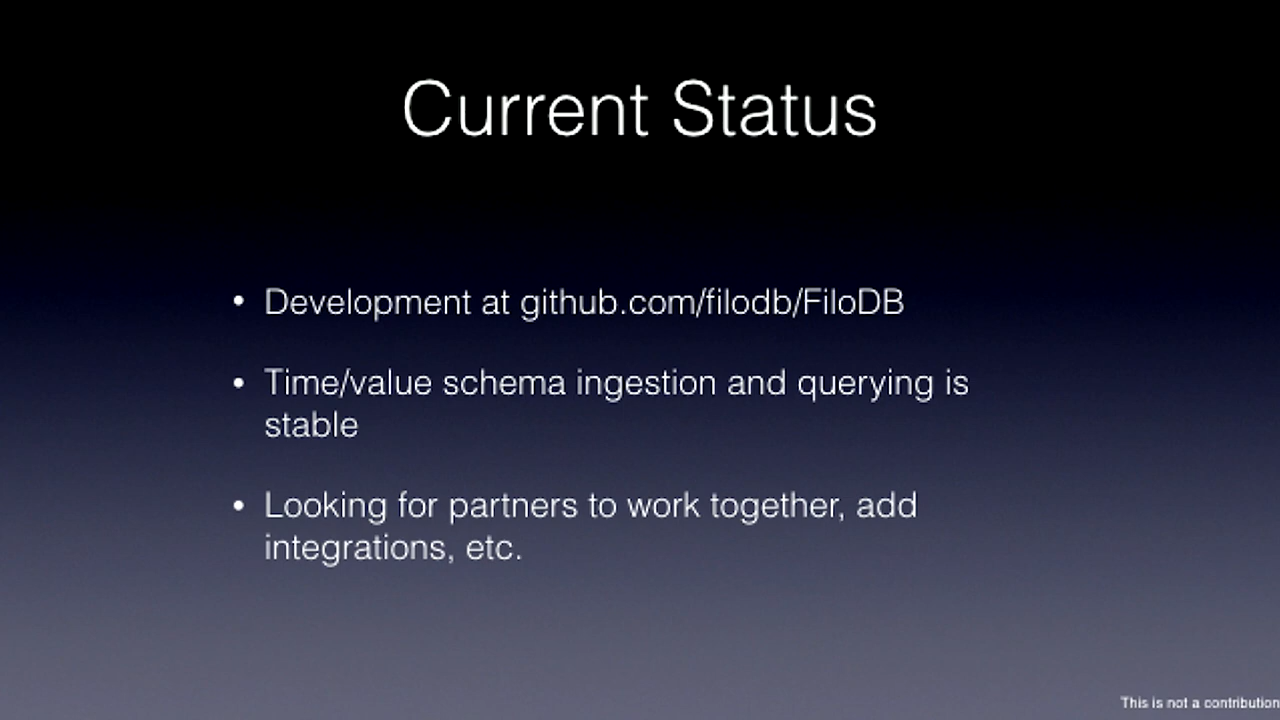 Current Status
• Development at github.com/filodb/FiloDB
• Time/value schema ingestion and querying is
stable
• Looking for partners to work together, add
integrations, etc.
This is not a contribution